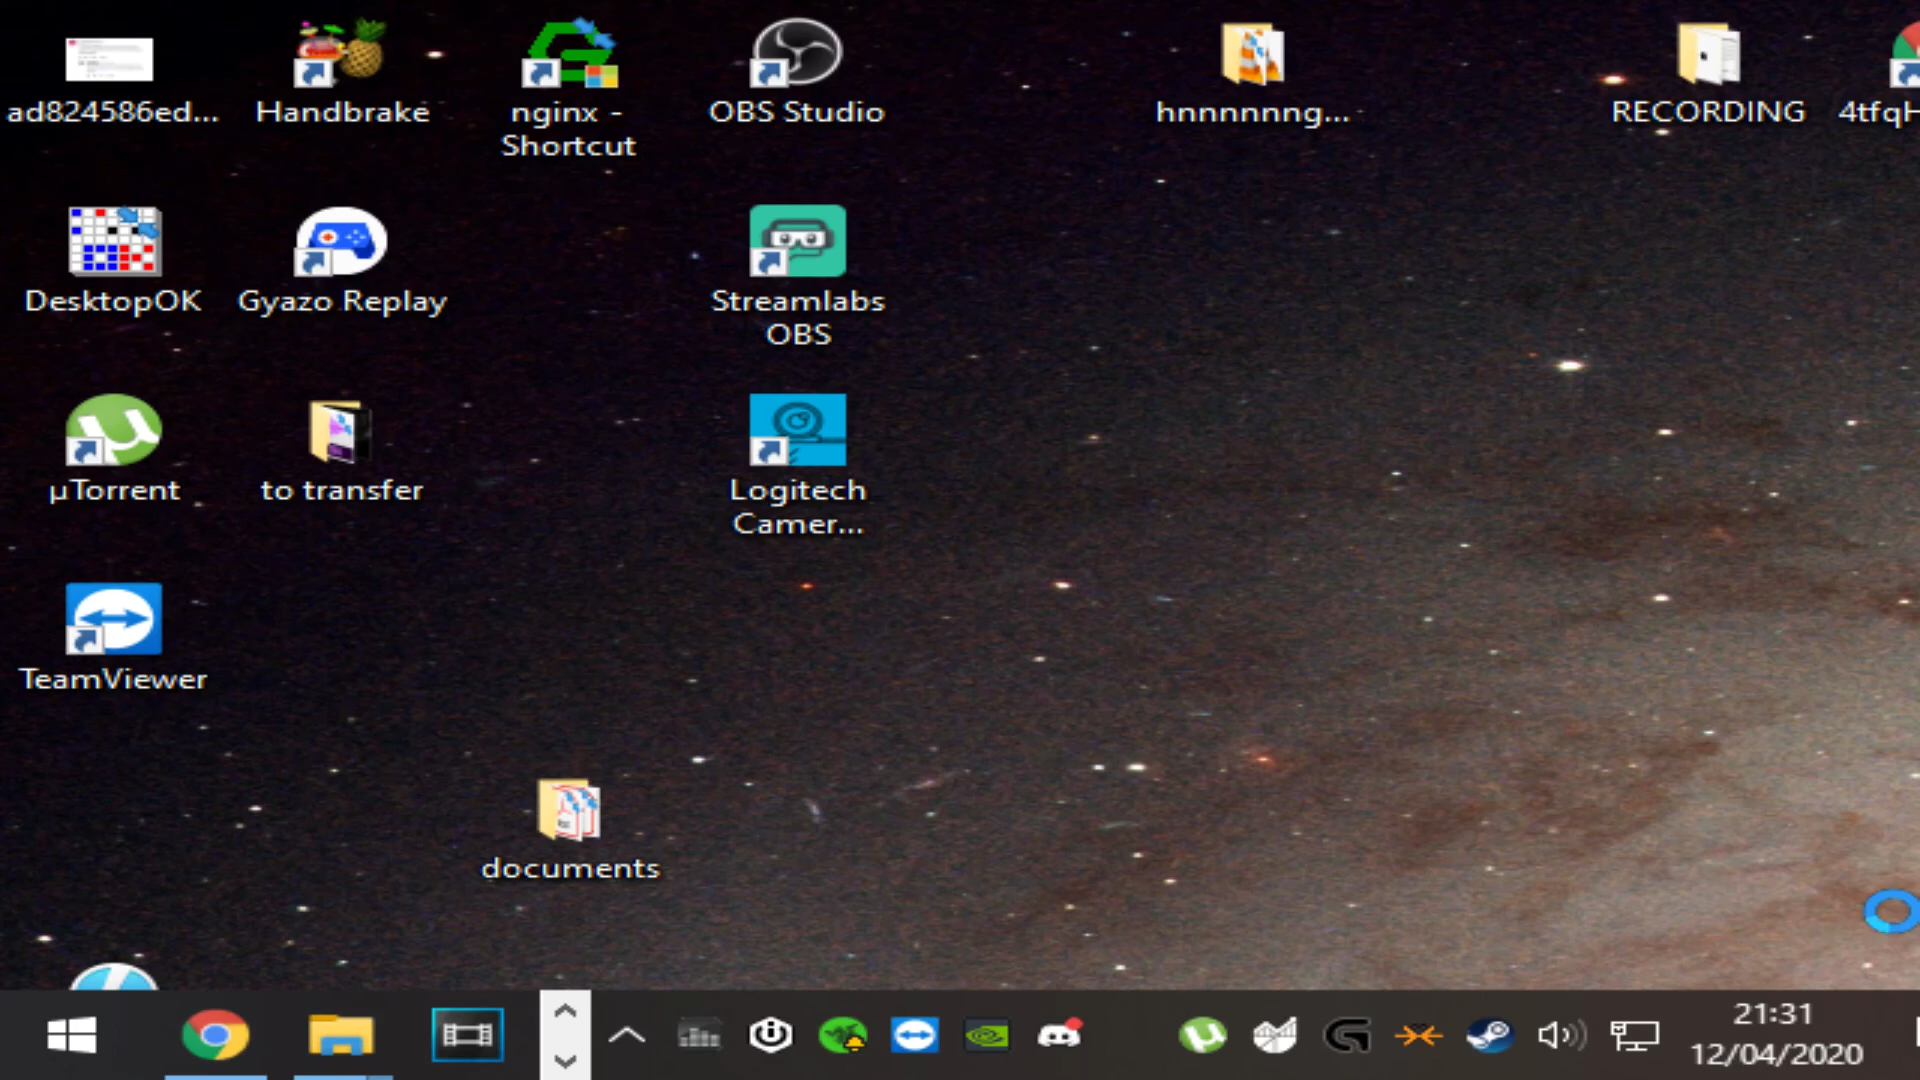 ad824586ed...
Handbrake
nginx -
Shortcut
OBS Studio
hnnnnnng...
RECORDING
4tfqH
DesktopOK
Gyazo Replay
Streamlabs
OBS
µTorrent
to transfer
Logitech
Camer...
TeamViewer
documents
21:31
12/04/2020